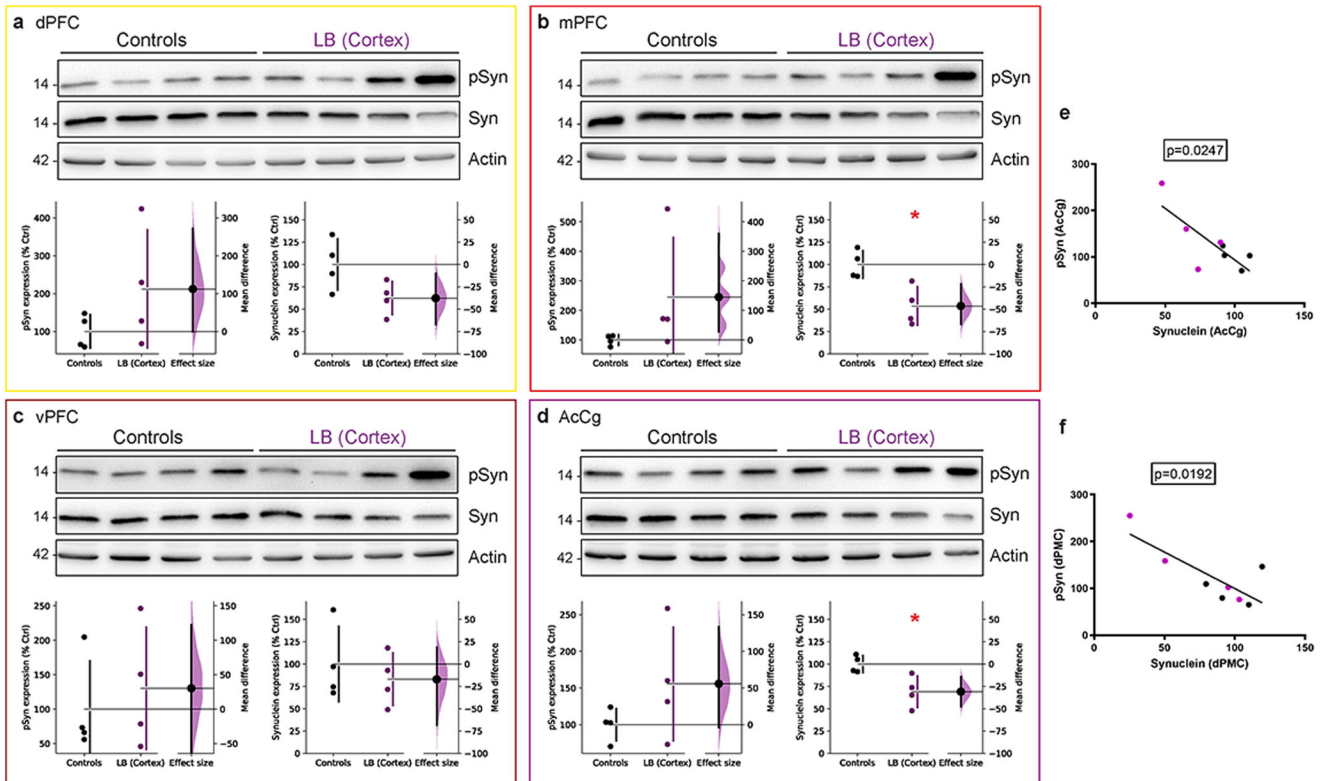 a dPFC
Controls LB (Cortex)
14 pSyn
14 Syn
42 Actin
pSyn expression (% Ctrl)
400
300
200
100
300
200
100
0
Mean difference
Controls LB (Cortex) Effect size
Synuclein expression (% Ctrl)
150
125
100
75
50
25
0
50
25
0
−25
−50
−75
−100
Mean difference
Controls LB (Cortex) Effect size
b mPFC
Controls LB (Cortex)
14 pSyn
14 Syn
42 Actin
pSyn expression (% Ctrl)
500
400
300
200
100
400
300
200
100
0
Mean difference
Controls LB (Cortex) Effect size
Synuclein expression (% Ctrl)
150
125
100
75
50
25
0
*
50
25
0
−25
−50
−75
−100
Mean difference
Controls LB (Cortex) Effect size
c vPFC
Controls LB (Cortex)
14 pSyn
14 Syn
42 Actin
pSyn expression (% Ctrl)
250
200
150
100
50
150
100
50
0
−50
Mean difference
Controls LB (Cortex) Effect size
Synuclein expression (% Ctrl)
150
125
100
75
50
25
0
50
25
0
−25
−50
−75
−100
Mean difference
Controls LB (Cortex) Effect size
d AcCg
Controls LB (Cortex)
14 pSyn
14 Syn
42 Actin
pSyn expression (% Ctrl)
250
200
150
100
150
100
50
0
Mean difference
Controls LB (Cortex) Effect size
Synuclein expression (% Ctrl)
150
125
100
75
50
25
0
*
50
25
0
−25
−50
−75
−100
Mean difference
Controls LB (Cortex) Effect size
e
p=0.0247
pSyn (AcCg)
300
200
100
0
0 50 100 150
Synuclein (AcCg)
f
p=0.0192
pSyn (dPMC)
300
200
100
0
0 50 100 150
Synuclein (dPMC)